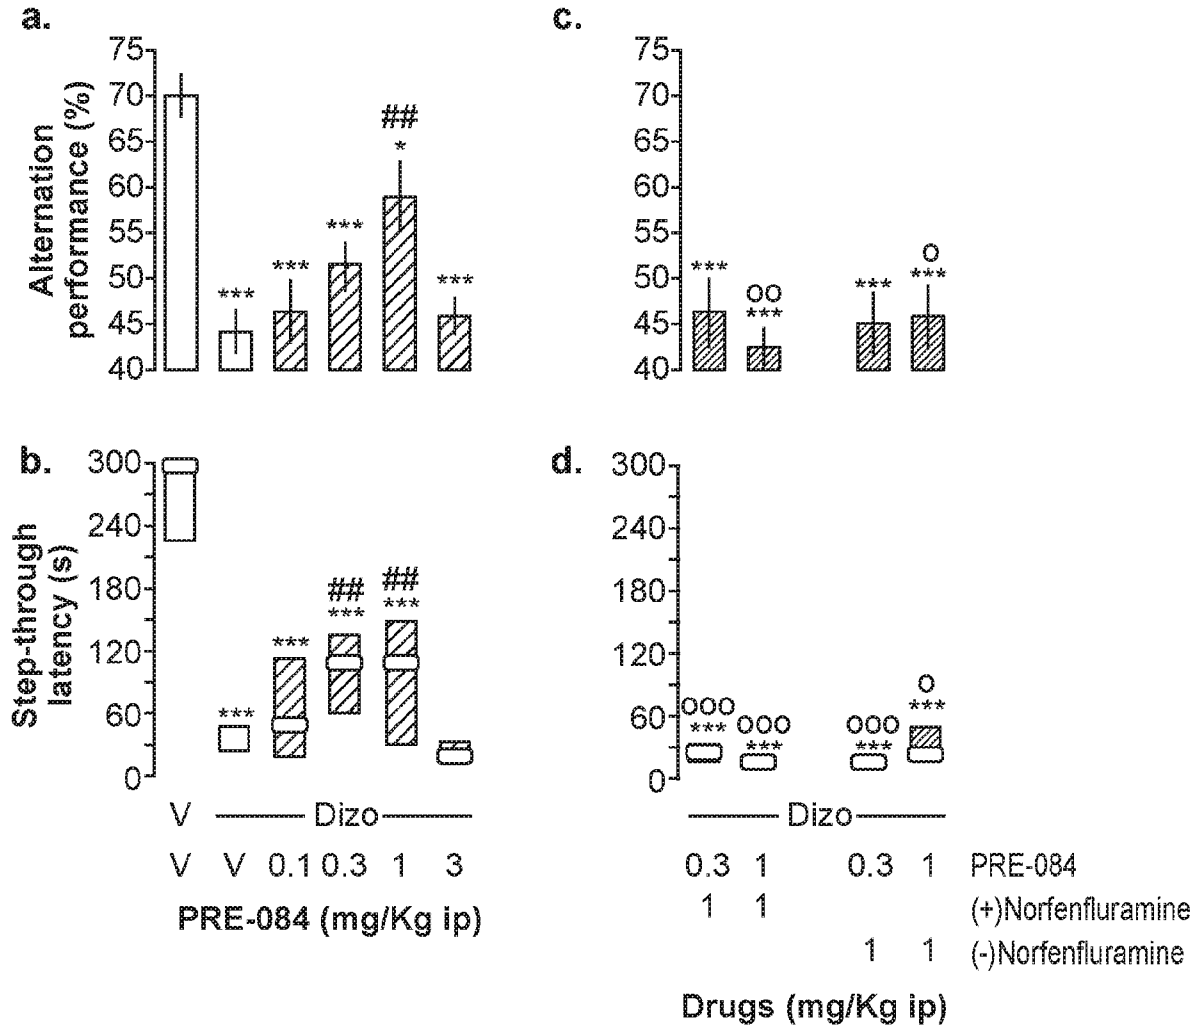 a.
Alternation
performance (%)
75
70
65
60
55
50
45
40
***
***
***
##
*
***
c.
75
70
65
60
55
50
45
40
***
OO
***
***
O
***
b.
Step-through
latency (s)
300
240
180
120
60
0
***
***
##
***
##
***
V Dizo
V V 0.1 0.3 1 3
PRE-084 (mg/Kg ip)
d.
300
240
180
120
60
0
OOO
***
OOO
***
OOO
***
O
***
Dizo
0.3 1 0.3 1 PRE-084
1 1 (+)Norfenfluramine
1 1 (-)Norfenfluramine
Drugs (mg/Kg ip)